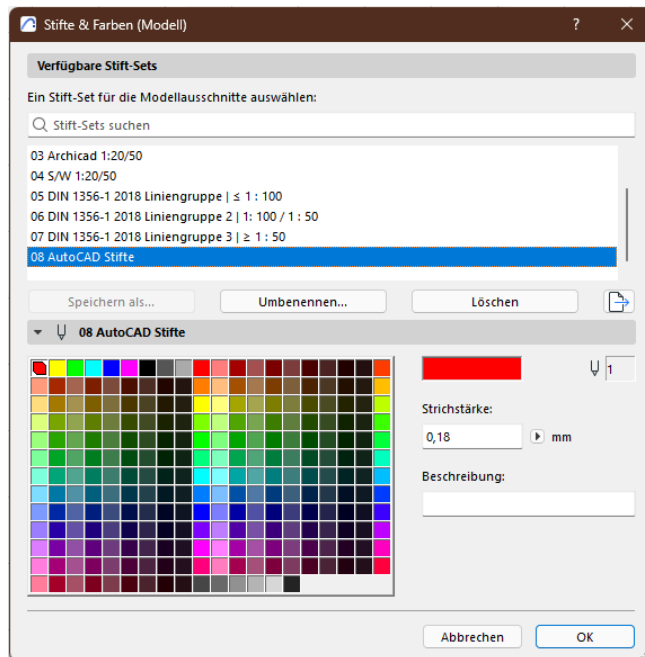 Stifte & Farben (Modell)
Verfügbare Stift-Sets
Ein Stift-Set für die Modellausschnitte auswählen:
Stift-Sets suchen
03 Archicad 1:20/50
04 S/W 1:20/50
05 DIN 1356-1 2018 Liniengruppe | ≤ 1 : 100
06 DIN 1356-1 2018 Liniengruppe 2 | 1: 100 / 1 : 50
07 DIN 1356-1 2018 Liniengruppe 3 | ≥ 1 : 50
08 AutoCAD Stifte
Speichern als... Umbenennen... Löschen
08 AutoCAD Stifte
1
Strichstärke:
0,18 mm
Beschreibung:
Abbrechen OK